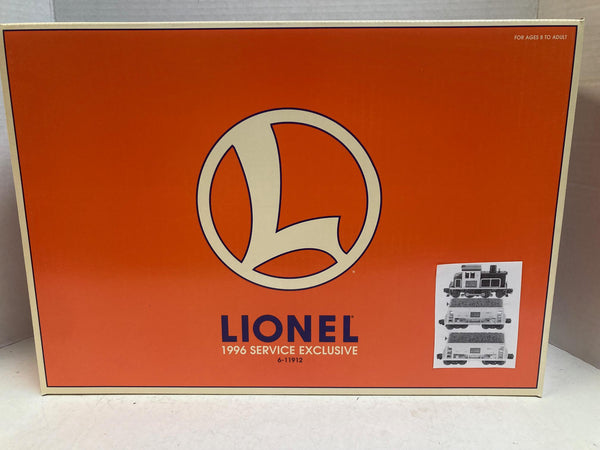 FOR AGES 8 TO ADULT
L
LIONEL
1996 SERVICE EXCLUSIVE
6-11912